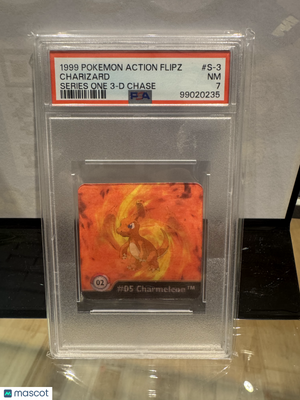 1999 POKEMON ACTION FLIPZ #S-3
CHARIZARD NM
SERIES ONE 3-D CHASE 7
PSA 99020235
02
#05 Charmeleon™
mascot